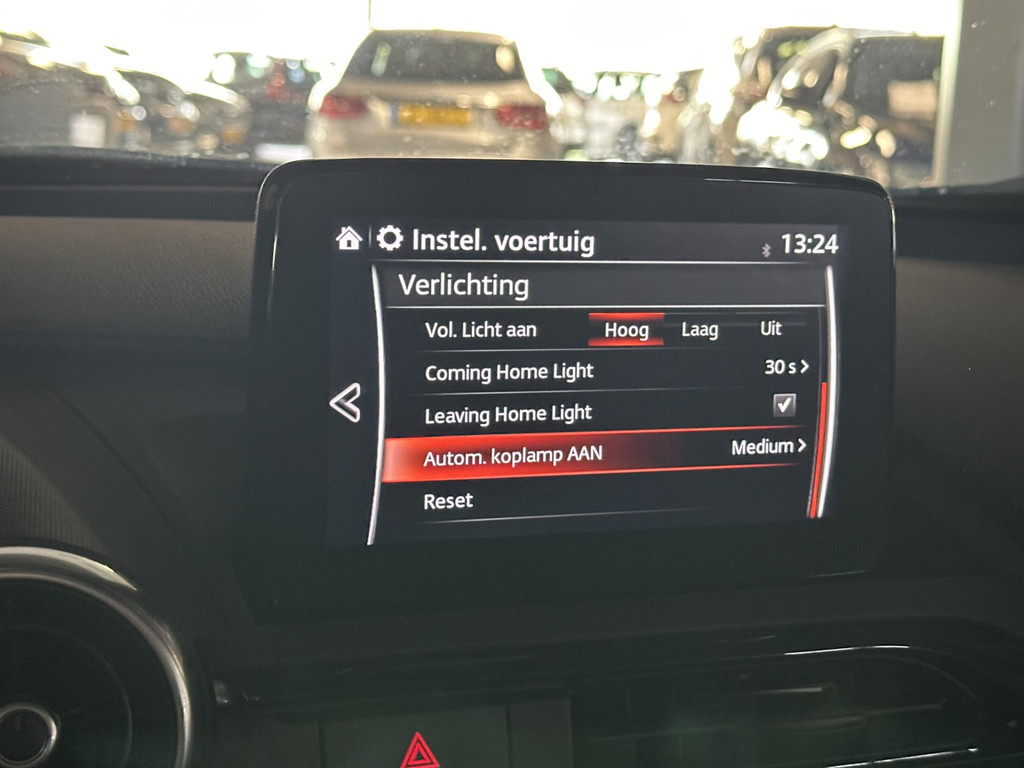 Instel. voertuig 13:24
Verlichting
Vol. Licht aan Hoog Laag Uit
Coming Home Light 30 s
Leaving Home Light
Autom. koplamp AAN Medium
Reset